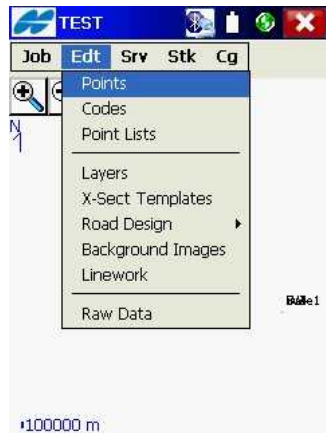 TEST
Job Edt Srv Stk Cg
Points
Codes
Point Lists
N
Layers
X-Sect Templates
Road Design
Background Images
Linework
Raw Data
100000 m